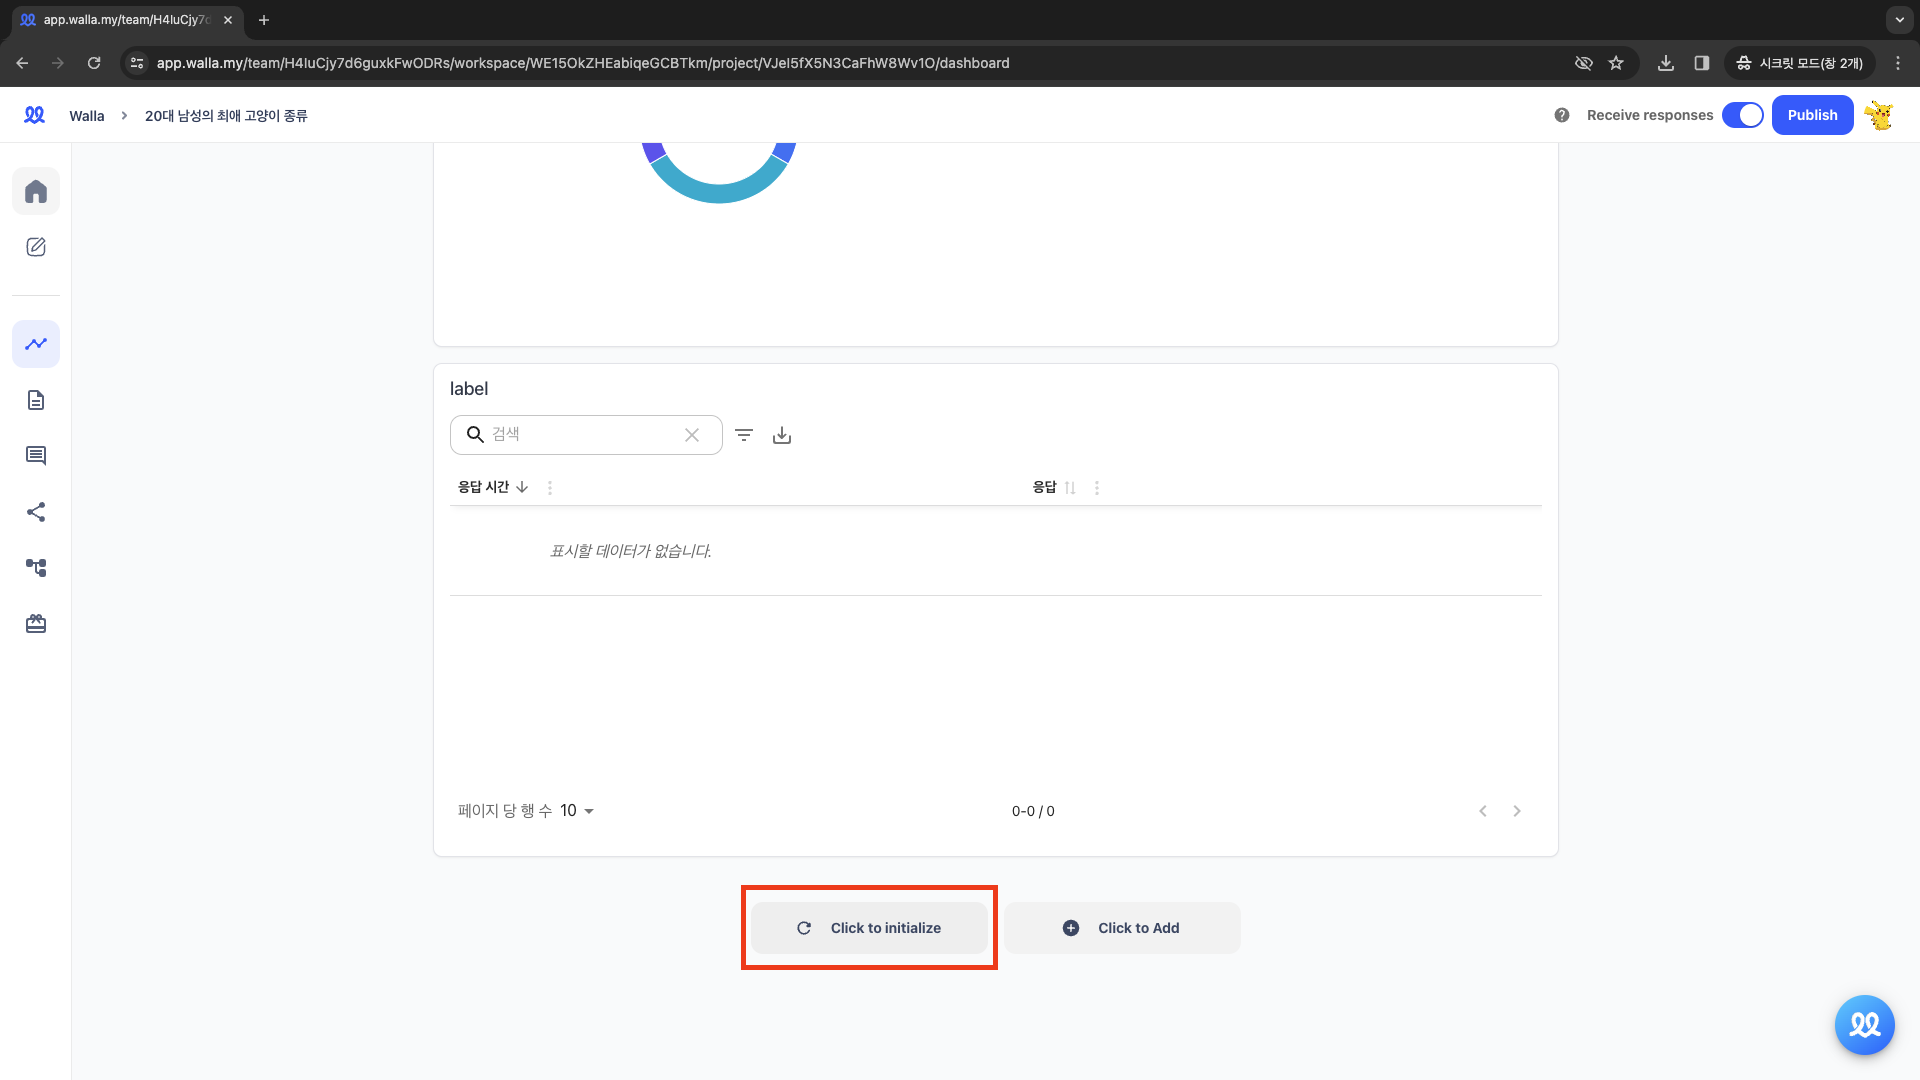 app.walla.my/team/H4IuCjy7d
app.walla.my/team/H4IuCjy7d6guxkFwODRs/workspace/WE15OkZHEabiqeGCBTkm/project/VJeI5fX5N3CaFhW8Wv1O/dashboard
시크릿 모드(창 2개)
Walla
20대 남성의 최애 고양이 종류
Receive responses
Publish
label
검색
응답 시간
응답
표시할 데이터가 없습니다.
페이지 당 행 수 10
0-0 / 0
Click to initialize
Click to Add